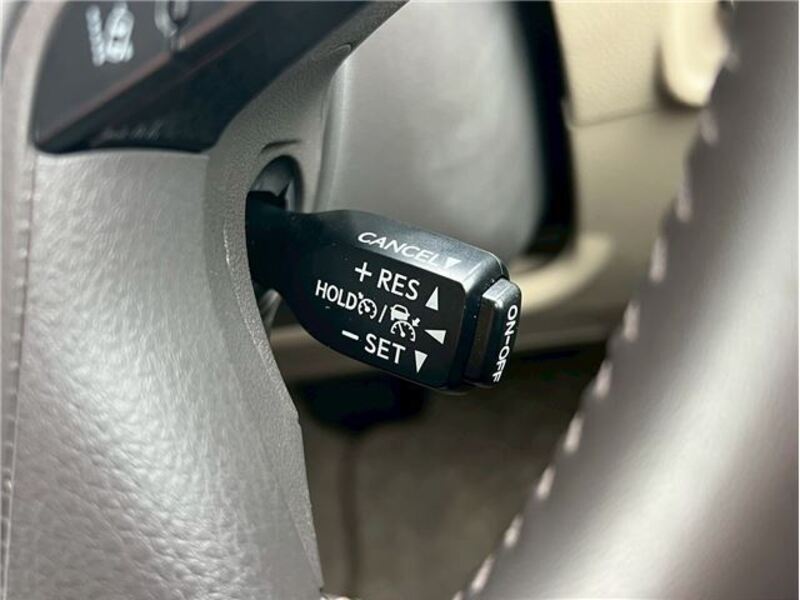 CANCEL▼
+ RES ▲
HOLD /
− SET ▼
ON-OFF